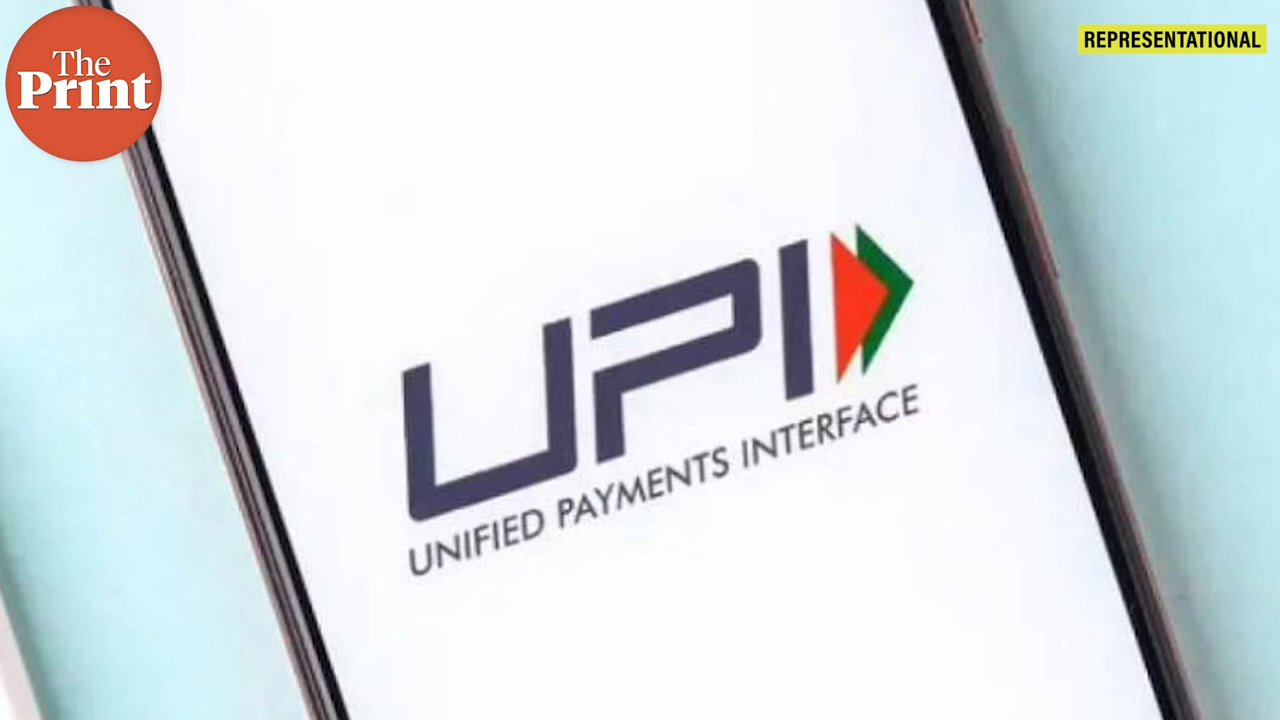 The
Print
REPRESENTATIONAL
UPI
UNIFIED PAYMENTS INTERFACE